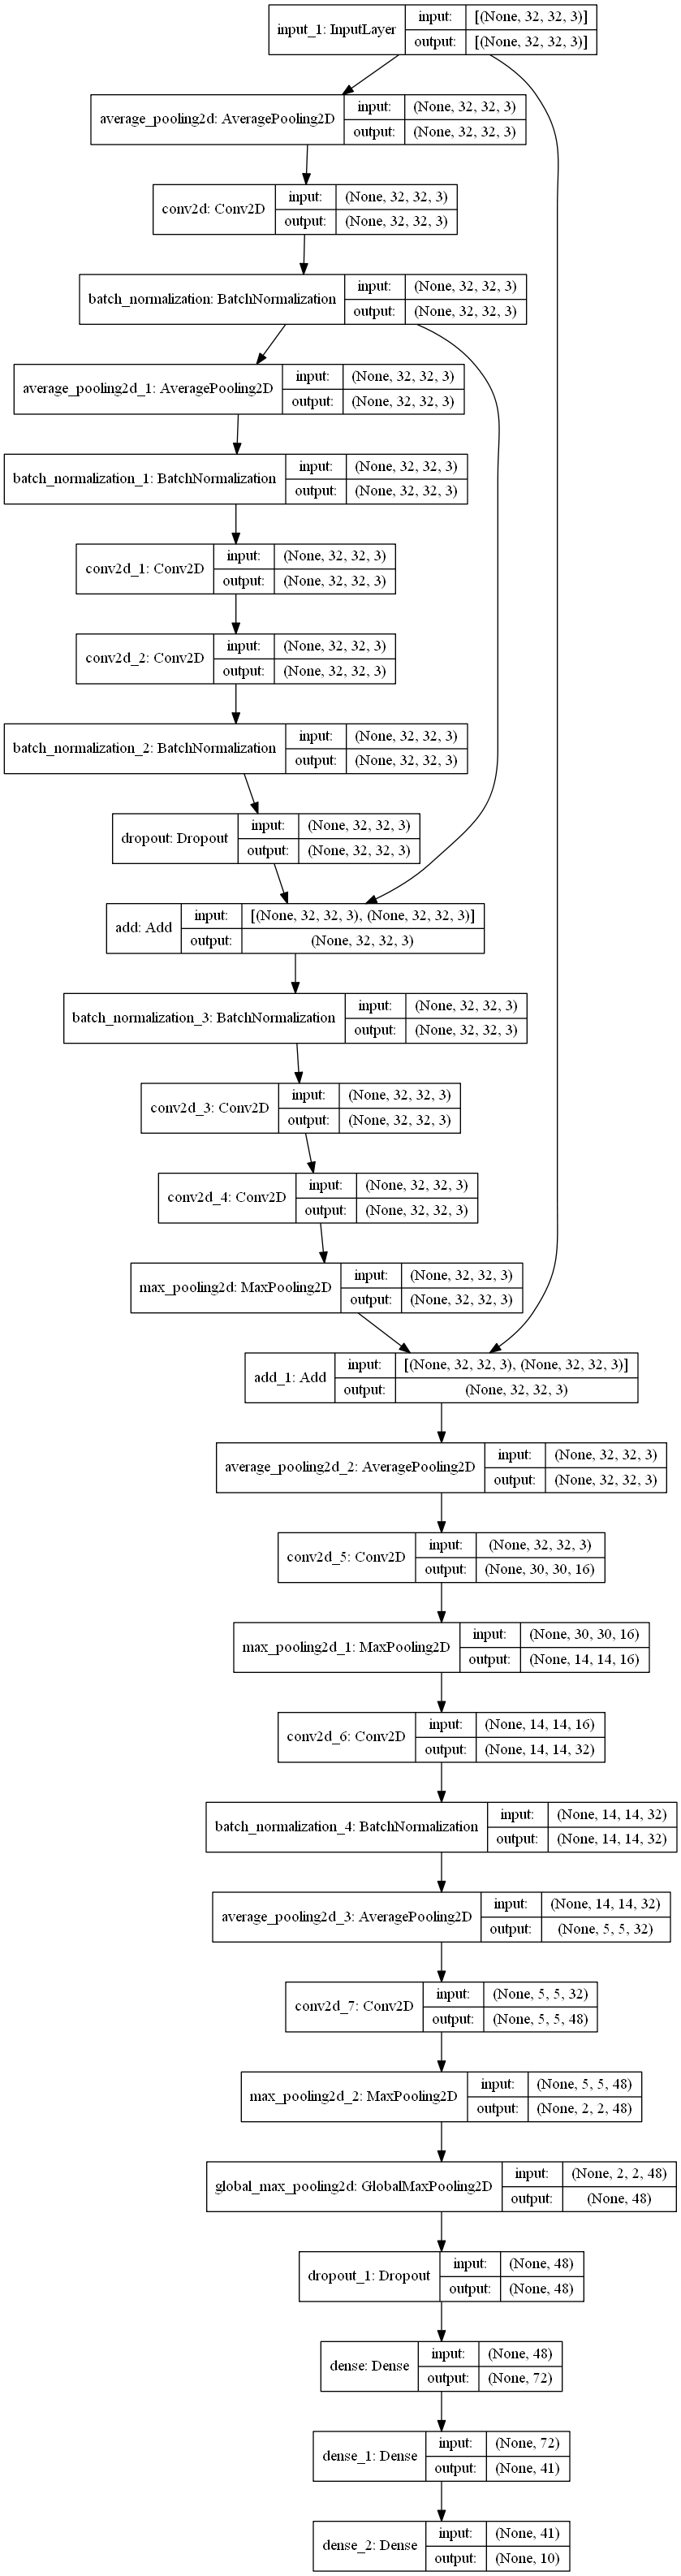 input_1: InputLayer
input:
[(None, 32, 32, 3)]
output:
[(None, 32, 32, 3)]
average_pooling2d: AveragePooling2D
input:
(None, 32, 32, 3)
output:
(None, 32, 32, 3)
conv2d: Conv2D
input:
(None, 32, 32, 3)
output:
(None, 32, 32, 3)
batch_normalization: BatchNormalization
input:
(None, 32, 32, 3)
output:
(None, 32, 32, 3)
average_pooling2d_1: AveragePooling2D
input:
(None, 32, 32, 3)
output:
(None, 32, 32, 3)
batch_normalization_1: BatchNormalization
input:
(None, 32, 32, 3)
output:
(None, 32, 32, 3)
conv2d_1: Conv2D
input:
(None, 32, 32, 3)
output:
(None, 32, 32, 3)
conv2d_2: Conv2D
input:
(None, 32, 32, 3)
output:
(None, 32, 32, 3)
batch_normalization_2: BatchNormalization
input:
(None, 32, 32, 3)
output:
(None, 32, 32, 3)
dropout: Dropout
input:
(None, 32, 32, 3)
output:
(None, 32, 32, 3)
add: Add
input:
[(None, 32, 32, 3), (None, 32, 32, 3)]
output:
(None, 32, 32, 3)
batch_normalization_3: BatchNormalization
input:
(None, 32, 32, 3)
output:
(None, 32, 32, 3)
conv2d_3: Conv2D
input:
(None, 32, 32, 3)
output:
(None, 32, 32, 3)
conv2d_4: Conv2D
input:
(None, 32, 32, 3)
output:
(None, 32, 32, 3)
max_pooling2d: MaxPooling2D
input:
(None, 32, 32, 3)
output:
(None, 32, 32, 3)
add_1: Add
input:
[(None, 32, 32, 3), (None, 32, 32, 3)]
output:
(None, 32, 32, 3)
average_pooling2d_2: AveragePooling2D
input:
(None, 32, 32, 3)
output:
(None, 32, 32, 3)
conv2d_5: Conv2D
input:
(None, 32, 32, 3)
output:
(None, 30, 30, 16)
max_pooling2d_1: MaxPooling2D
input:
(None, 30, 30, 16)
output:
(None, 14, 14, 16)
conv2d_6: Conv2D
input:
(None, 14, 14, 16)
output:
(None, 14, 14, 32)
batch_normalization_4: BatchNormalization
input:
(None, 14, 14, 32)
output:
(None, 14, 14, 32)
average_pooling2d_3: AveragePooling2D
input:
(None, 14, 14, 32)
output:
(None, 5, 5, 32)
conv2d_7: Conv2D
input:
(None, 5, 5, 32)
output:
(None, 5, 5, 48)
max_pooling2d_2: MaxPooling2D
input:
(None, 5, 5, 48)
output:
(None, 2, 2, 48)
global_max_pooling2d: GlobalMaxPooling2D
input:
(None, 2, 2, 48)
output:
(None, 48)
dropout_1: Dropout
input:
(None, 48)
output:
(None, 48)
dense: Dense
input:
(None, 48)
output:
(None, 72)
dense_1: Dense
input:
(None, 72)
output:
(None, 41)
dense_2: Dense
input:
(None, 41)
output:
(None, 10)